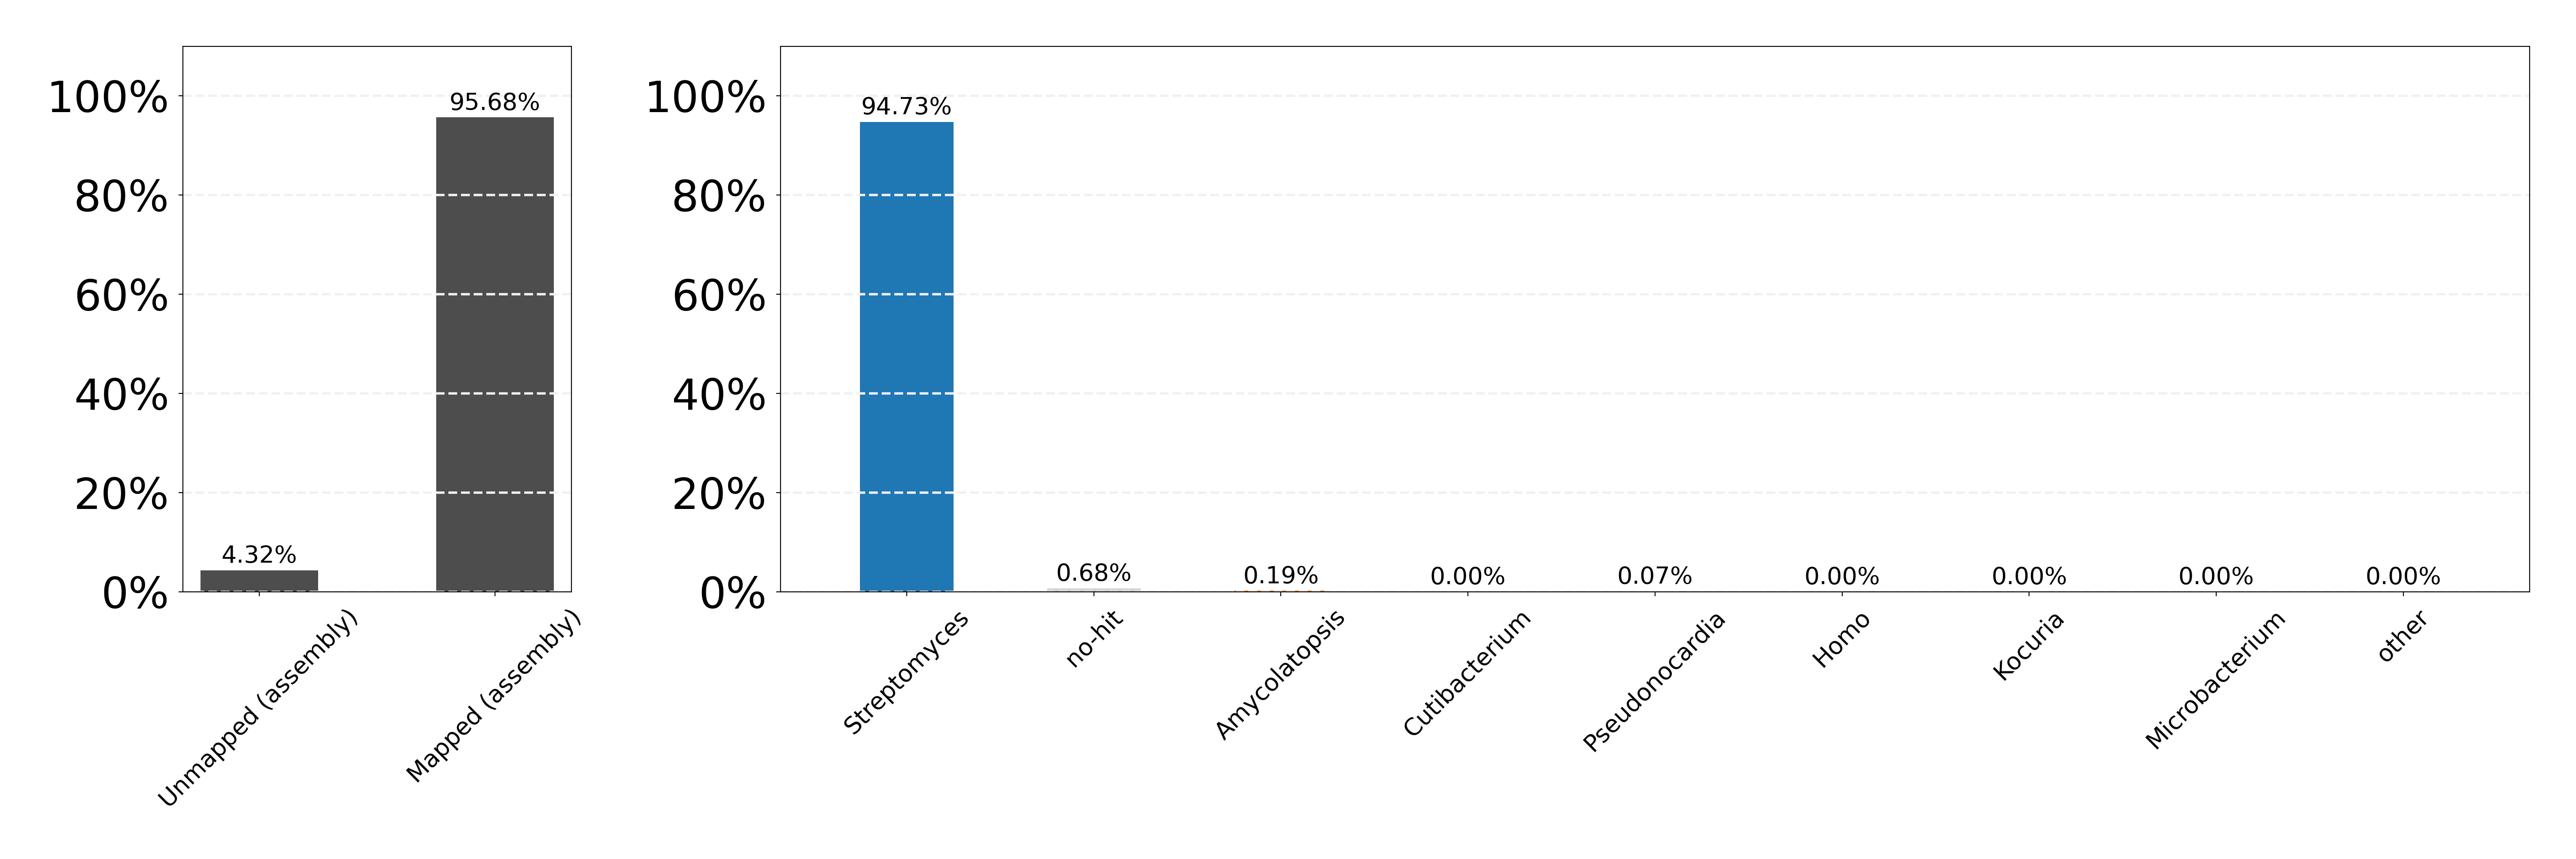 100%
80%
60%
40%
20%
0%
4.32%
95.68%
Unmapped (assembly)
Mapped (assembly)
100%
80%
60%
40%
20%
0%
94.73%
0.68%
0.19%
0.00%
0.07%
0.00%
0.00%
0.00%
0.00%
Streptomyces
no-hit
Amycolatopsis
Cutibacterium
Pseudonocardia
Homo
Kocuria
Microbacterium
other